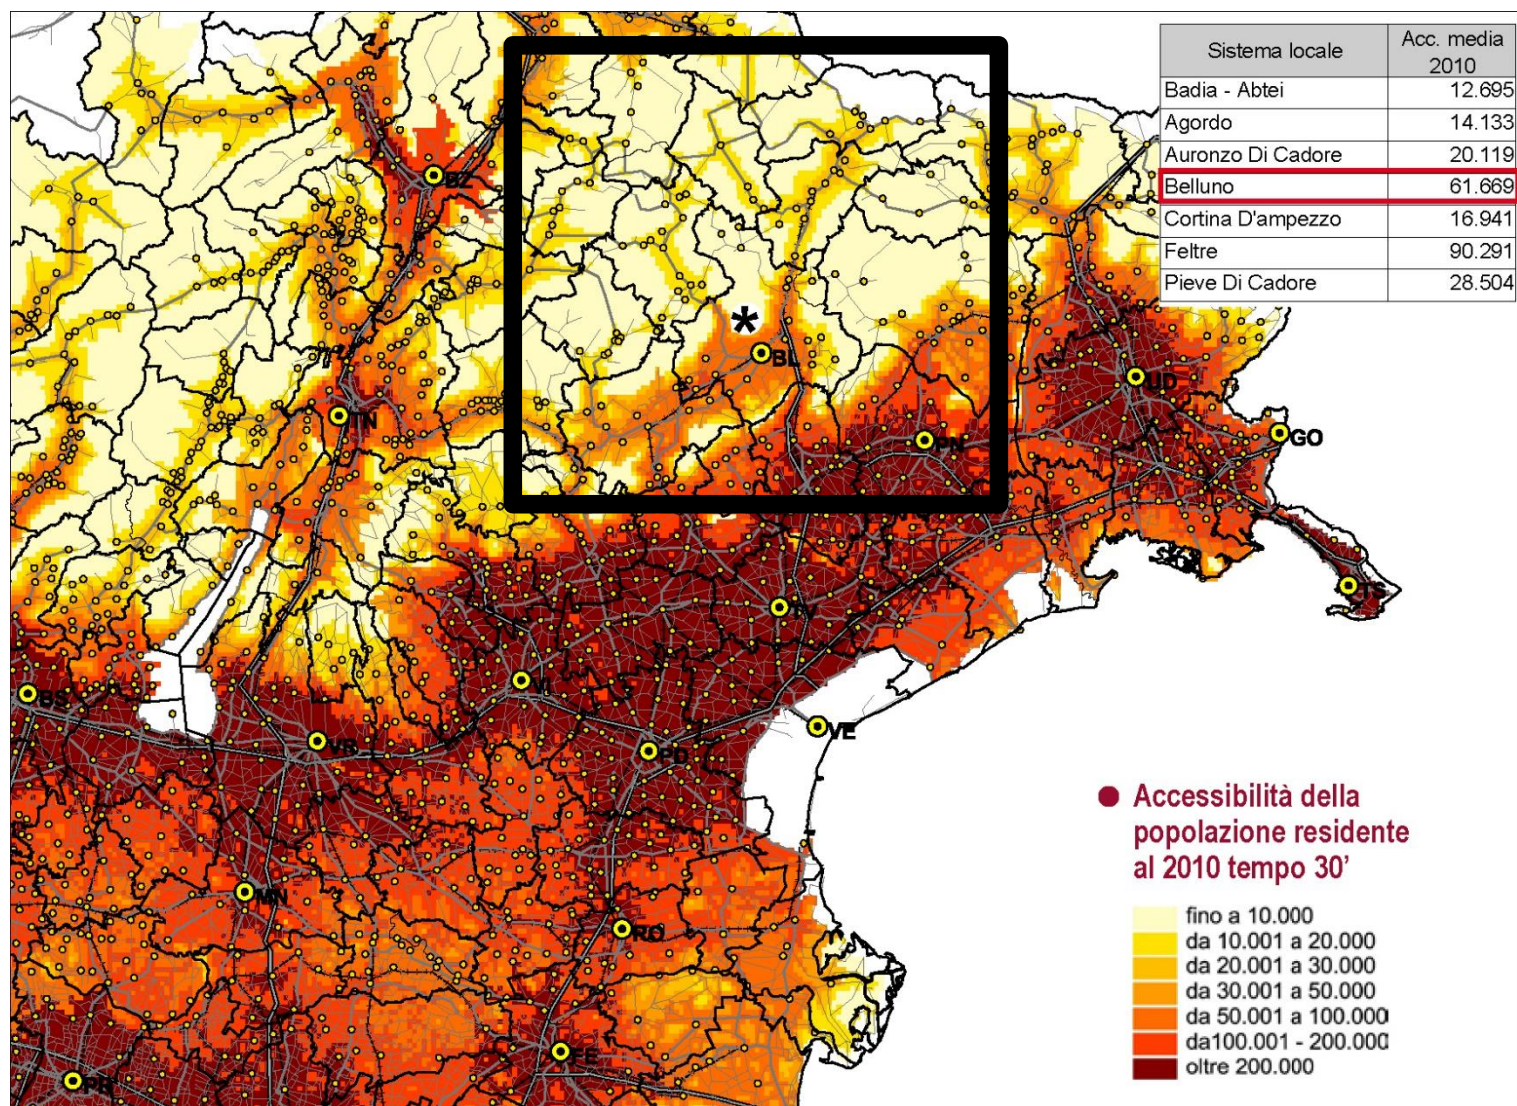 Sistema locale Acc. media 2010
Badia - Abtei 12.695
Agordo 14.133
Auronzo Di Cadore 20.119
Belluno 61.669
Cortina D'ampezzo 16.941
Feltre 90.291
Pieve Di Cadore 28.504
BZ
*
BL
TN
UD
PN
GO
TS
TV
BS
VI
VE
VR
PD
MN
RO
FE
PR
Accessibilità della
popolazione residente
al 2010 tempo 30’
fino a 10.000
da 10.001 a 20.000
da 20.001 a 30.000
da 30.001 a 50.000
da 50.001 a 100.000
da100.001 - 200.000
oltre 200.000